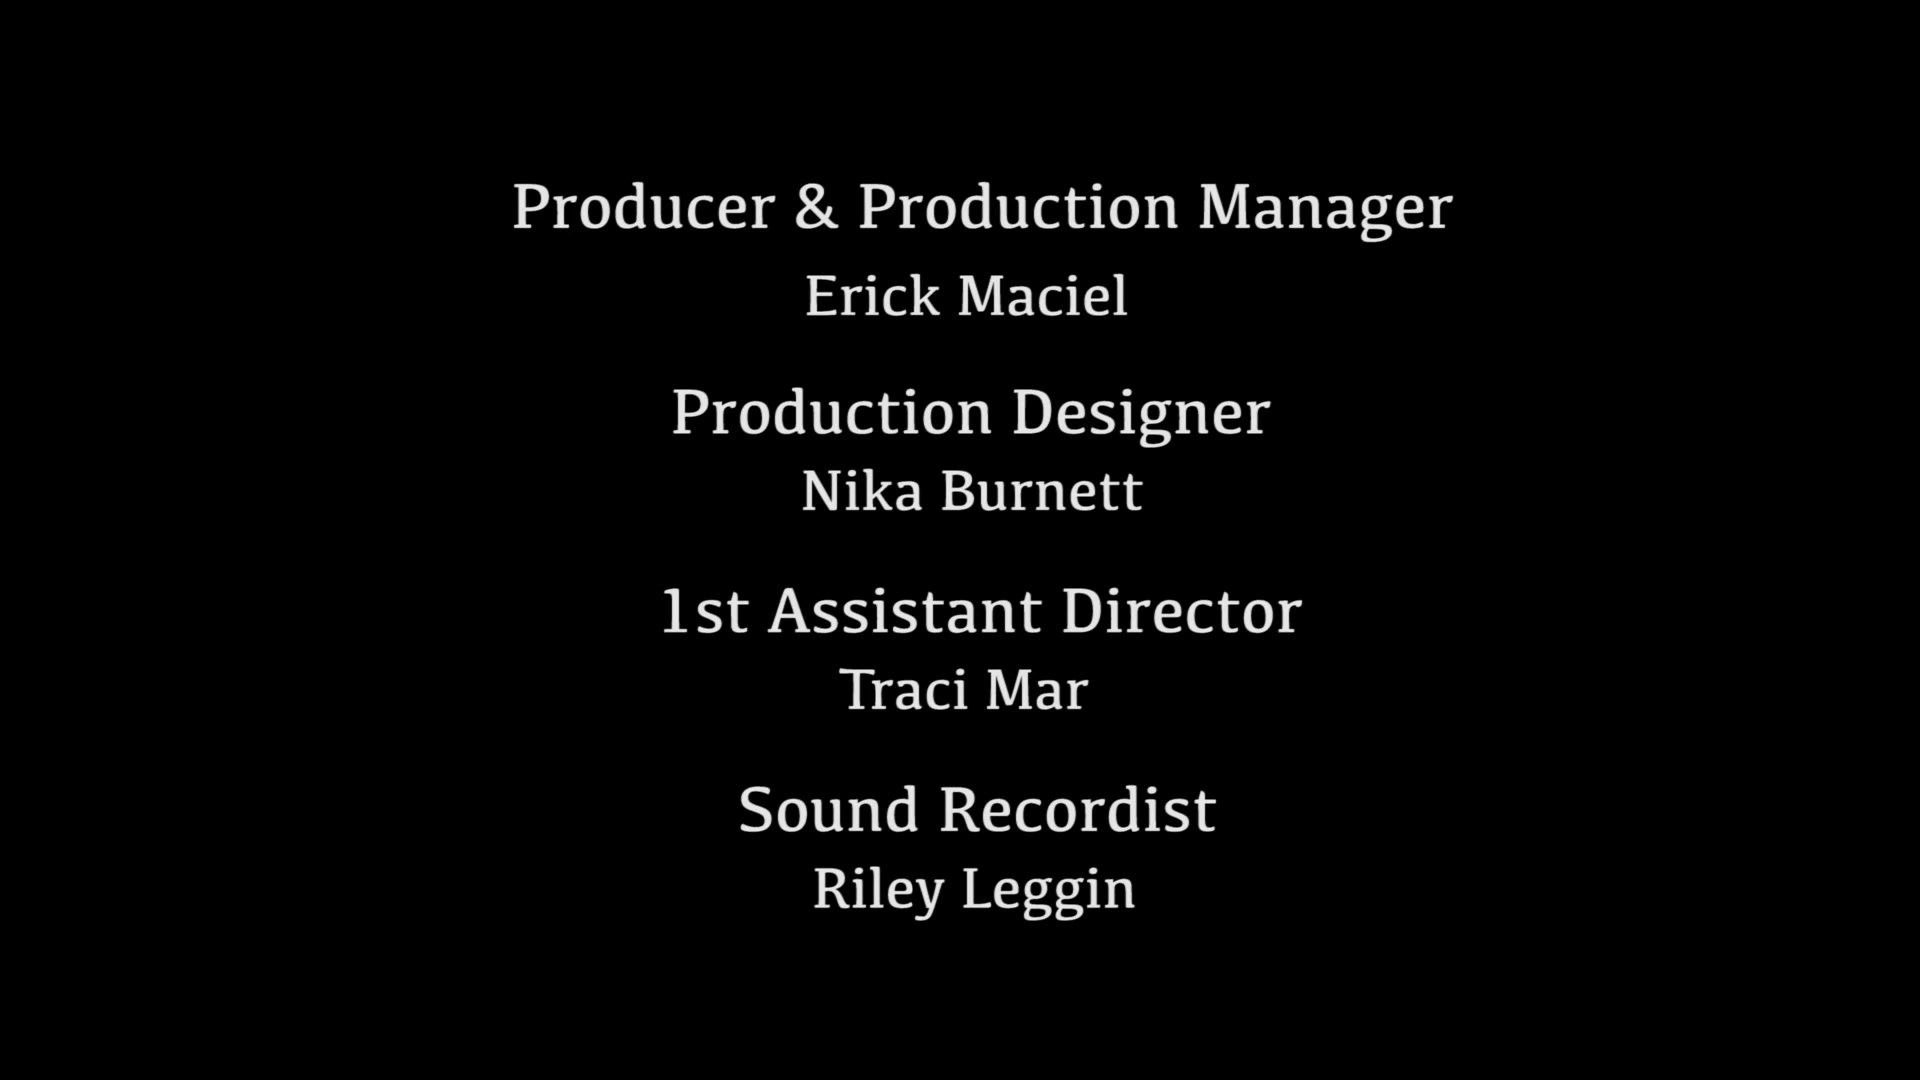 Producer & Production Manager
Erick Maciel
Production Designer
Nika Burnett
1st Assistant Director
Traci Mar
Sound Recordist
Riley Leggin